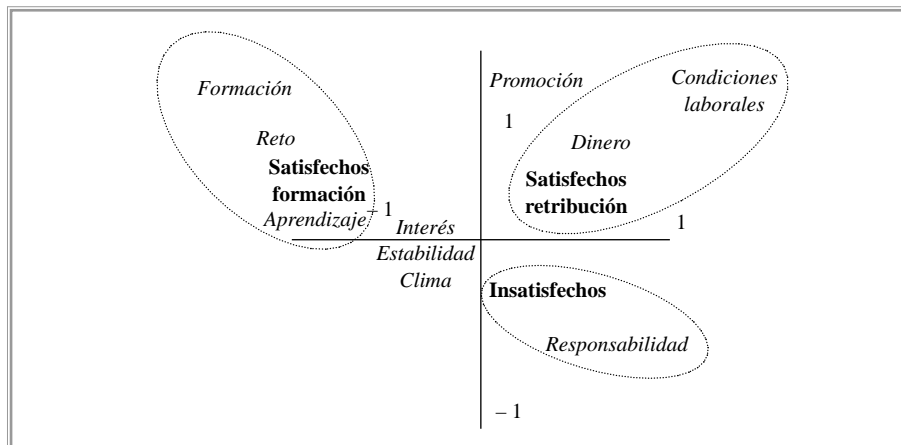 Formación
Reto
Satisfechos
formación
Aprendizaje
– 1
Interés
Estabilidad
Clima
Promoción
1
Condiciones
laborales
Dinero
Satisfechos
retribución
1
Insatisfechos
Responsabilidad
– 1